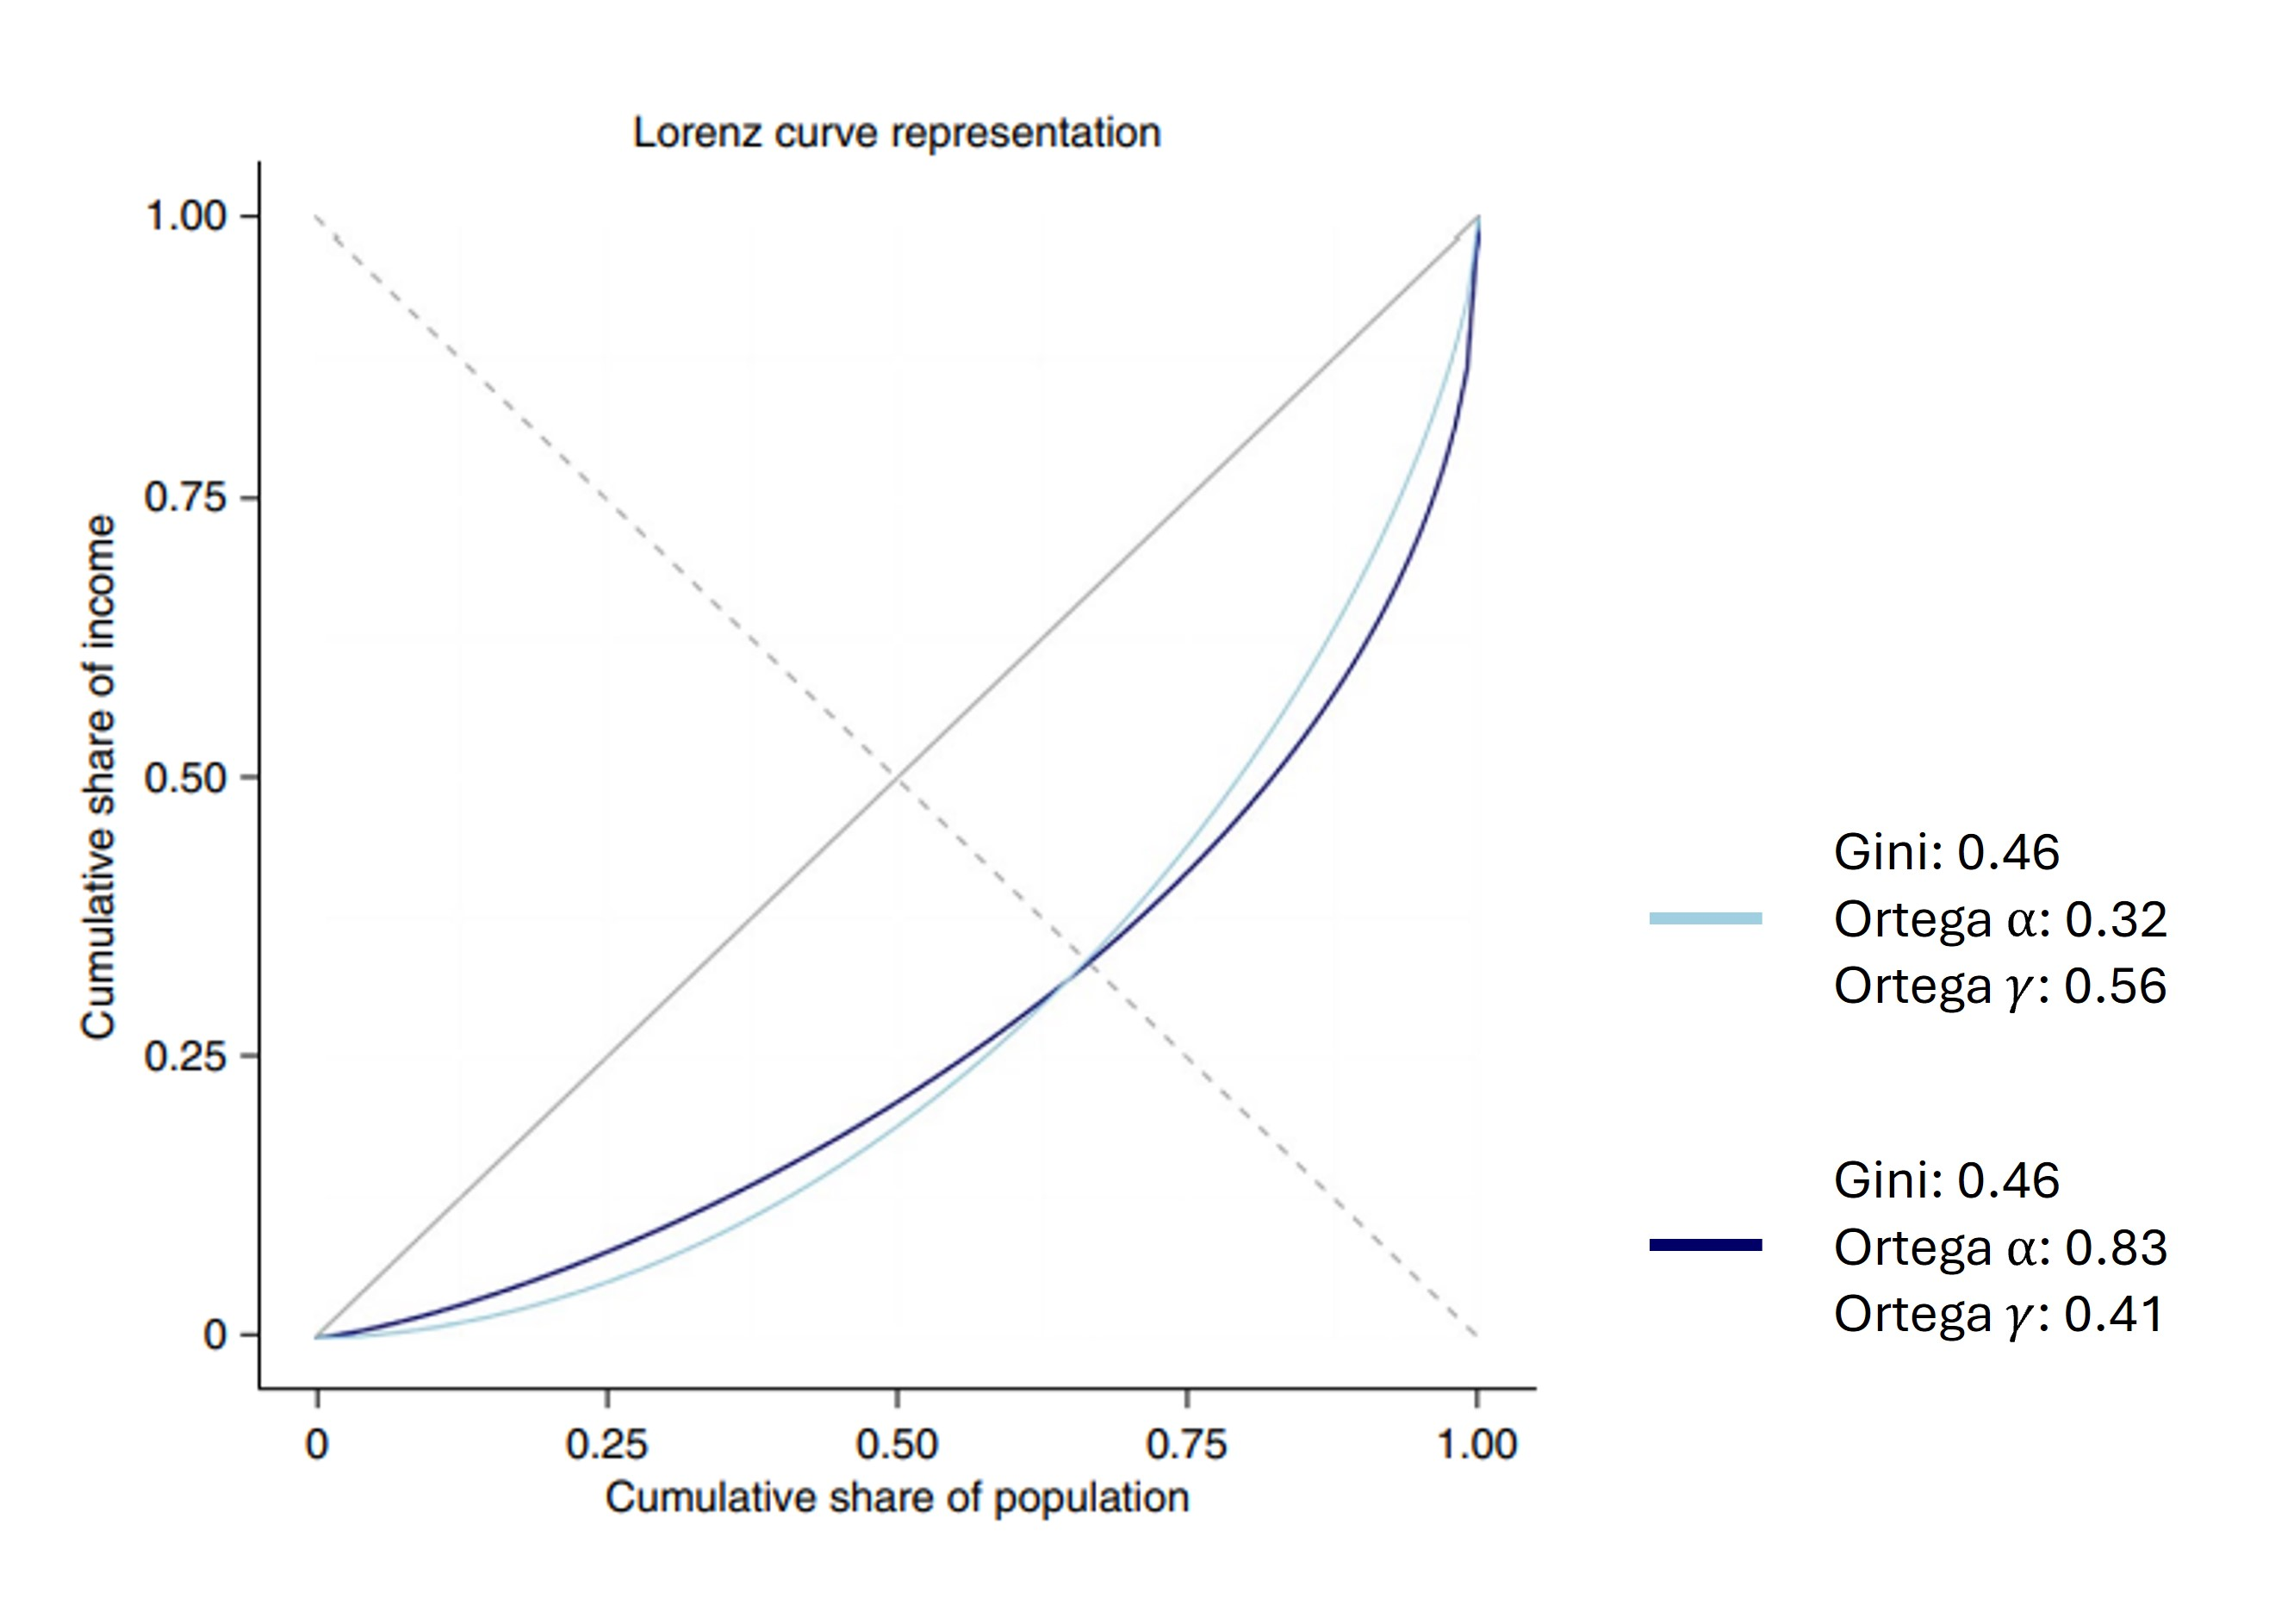 Lorenz curve representation
Cumulative share of income
1.00
0.75
0.50
0.25
0
0 0.25 0.50 0.75 1.00
Cumulative share of population
Gini: 0.46
Ortega α: 0.32
Ortega γ: 0.56
Gini: 0.46
Ortega α: 0.83
Ortega γ: 0.41